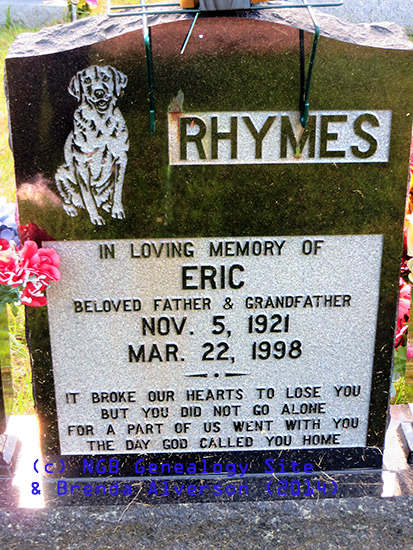 RHYMES
IN LOVING MEMORY OF
ERIC
BELOVED FATHER & GRANDFATHER
NOV. 5, 1921
MAR. 22, 1998
IT BROKE OUR HEARTS TO LOSE YOU
BUT YOU DID NOT GO ALONE
FOR A PART OF US WENT WITH YOU
THE DAY GOD CALLED YOU HOME
(c) NGB Genealogy Site
& Brenda Alverson (2014)